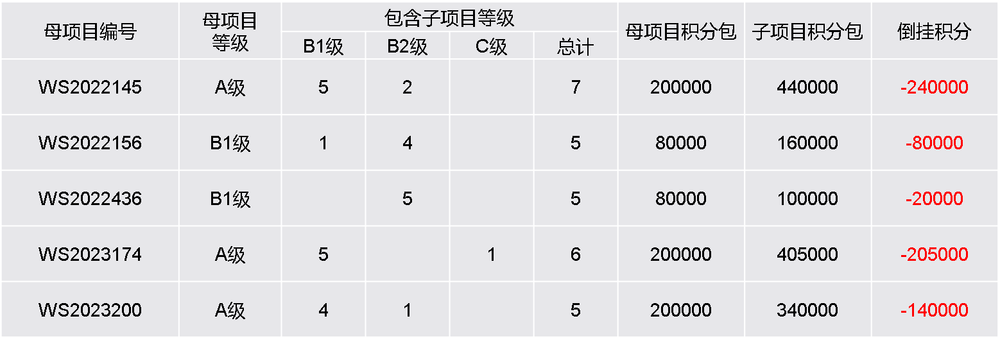 母项目编号 母项目等级 包含子项目等级 母项目积分包 子项目积分包 倒挂积分
B1级 B2级 C级 总计
WS2022145 A级 5 2 7 200000 440000 -240000
WS2022156 B1级 1 4 5 80000 160000 -80000
WS2022436 B1级 5 5 80000 100000 -20000
WS2023174 A级 5 1 6 200000 405000 -205000
WS2023200 A级 4 1 5 200000 340000 -140000